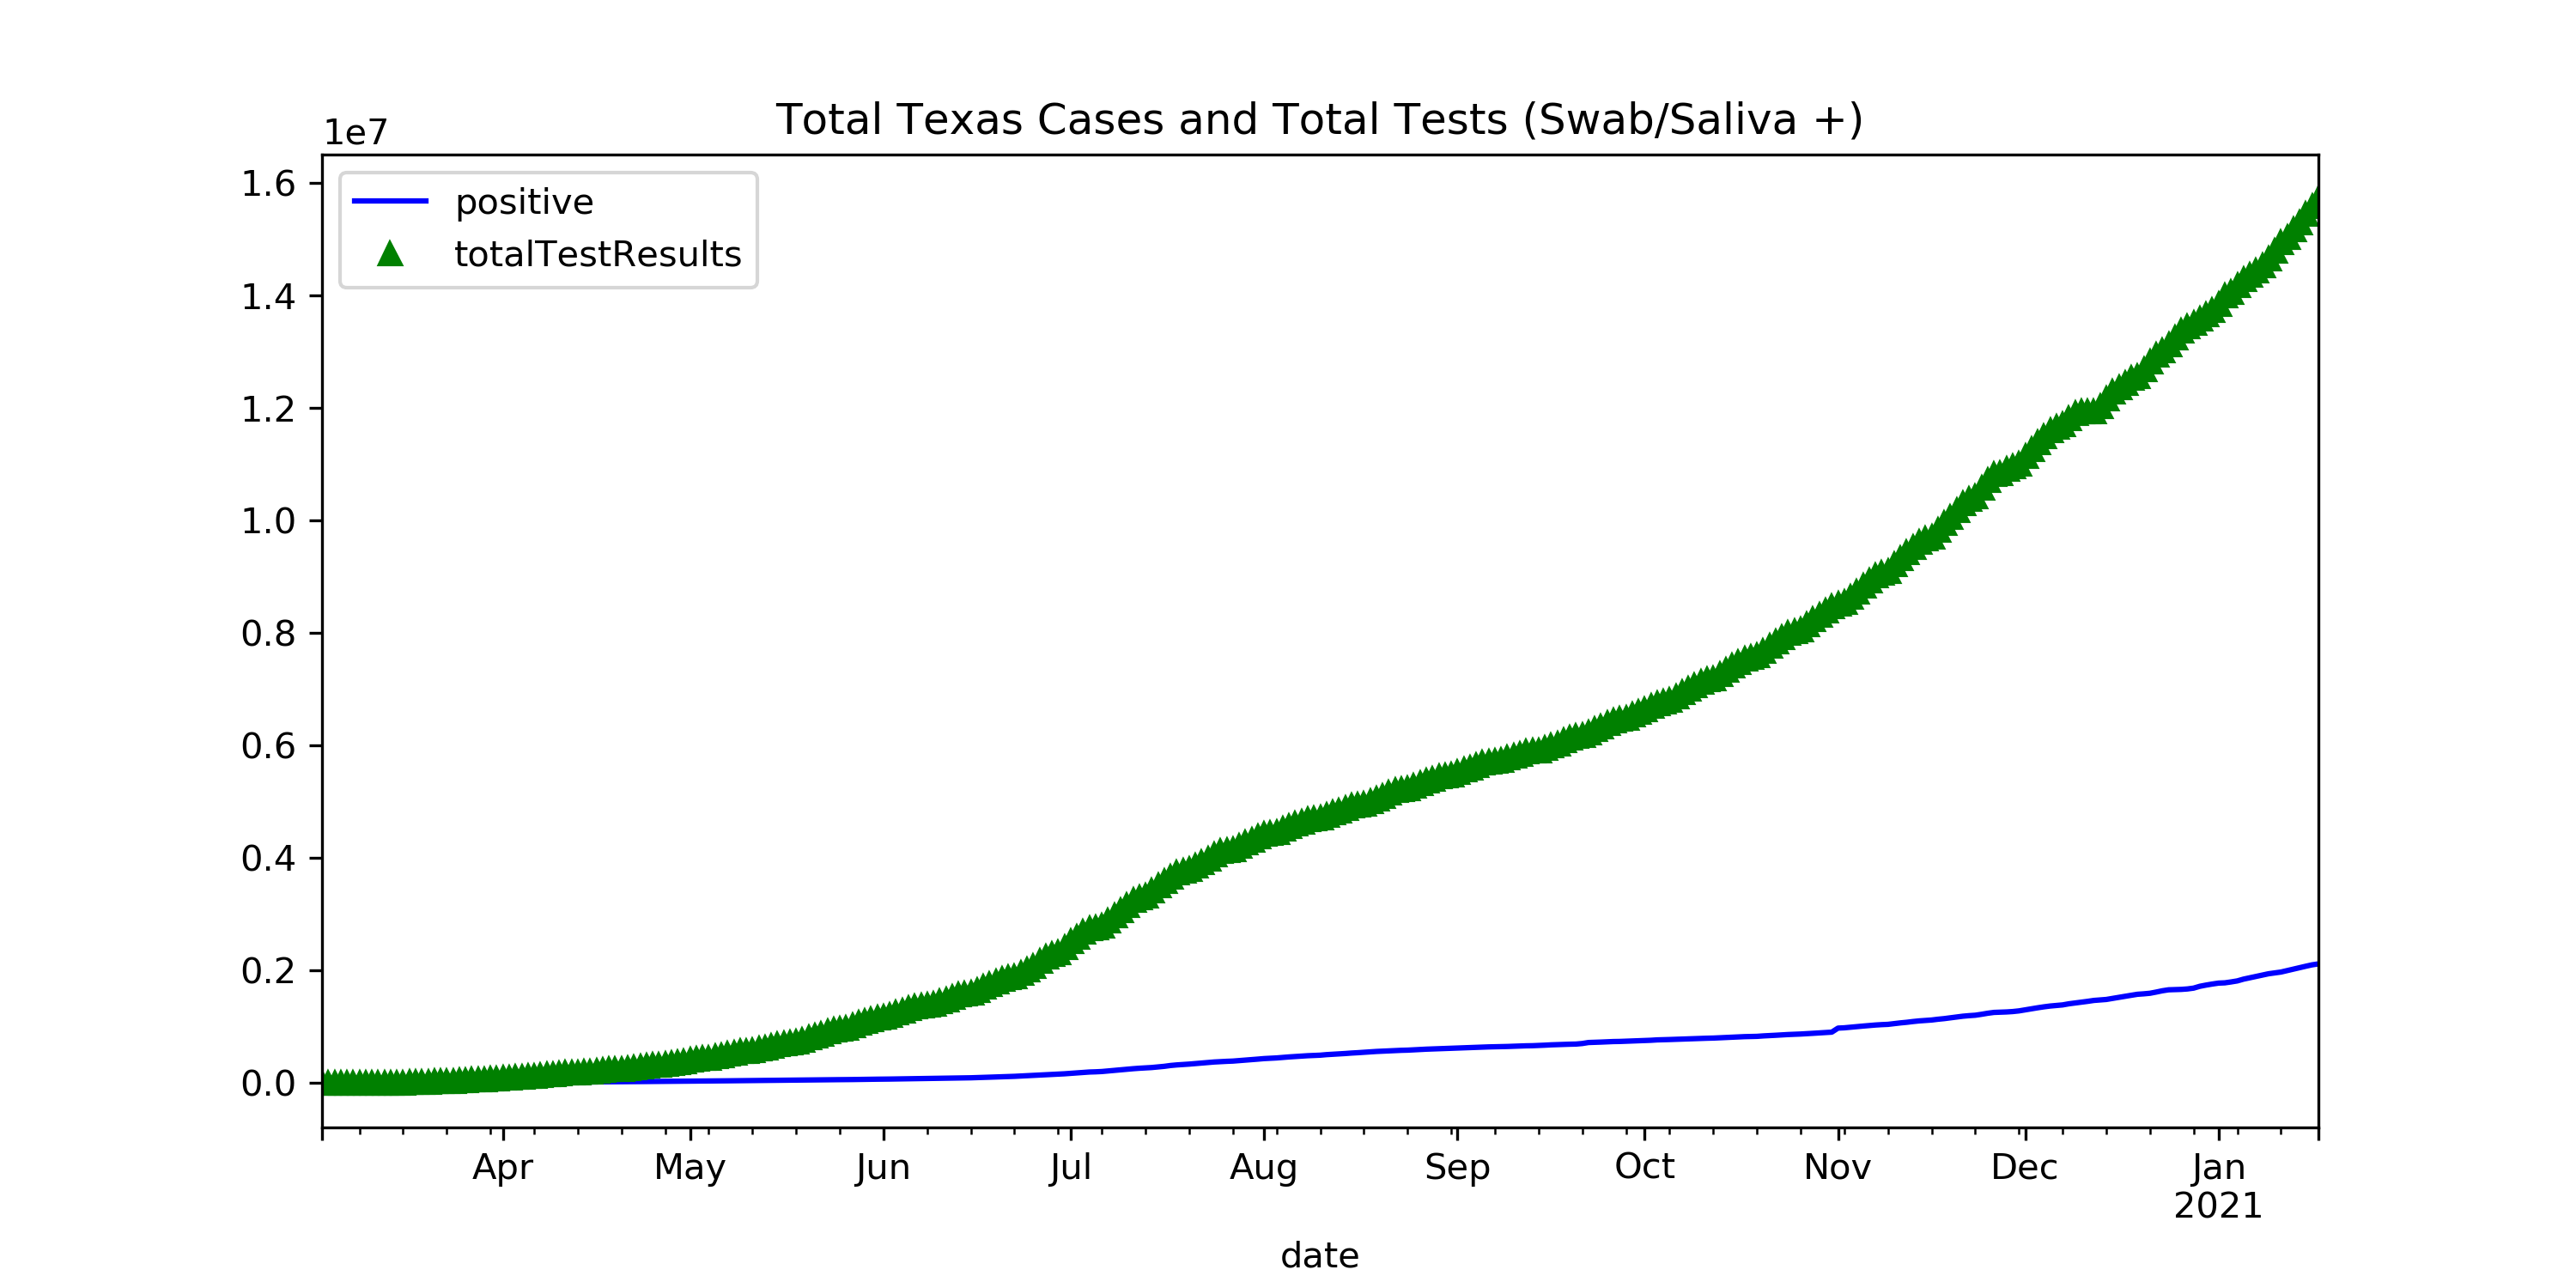 Total Texas Cases and Total Tests (Swab/Saliva +)
1e7
positive
totalTestResults
1.6
1.4
1.2
1.0
0.8
0.6
0.4
0.2
0.0
Apr May Jun Jul Aug Sep Oct Nov Dec Jan
2021
date